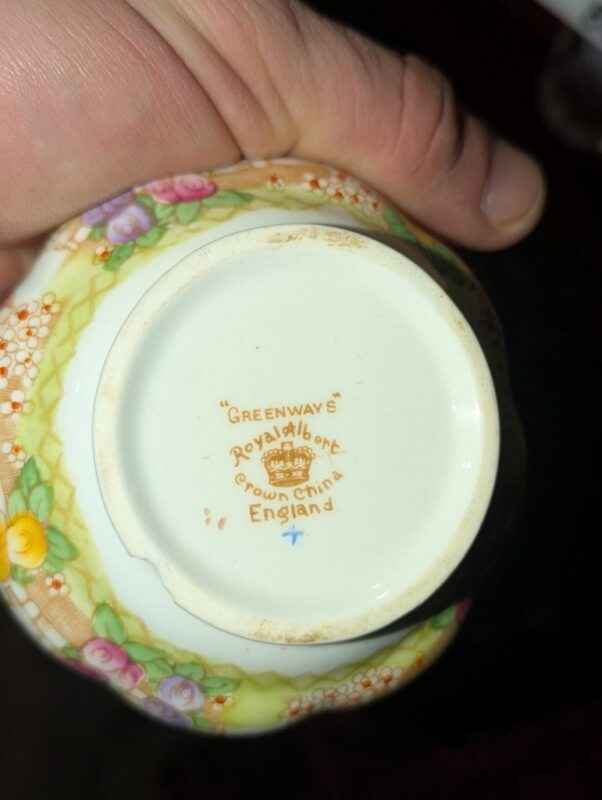 "GREENWAYS"
Royal Albert
Crown China
England